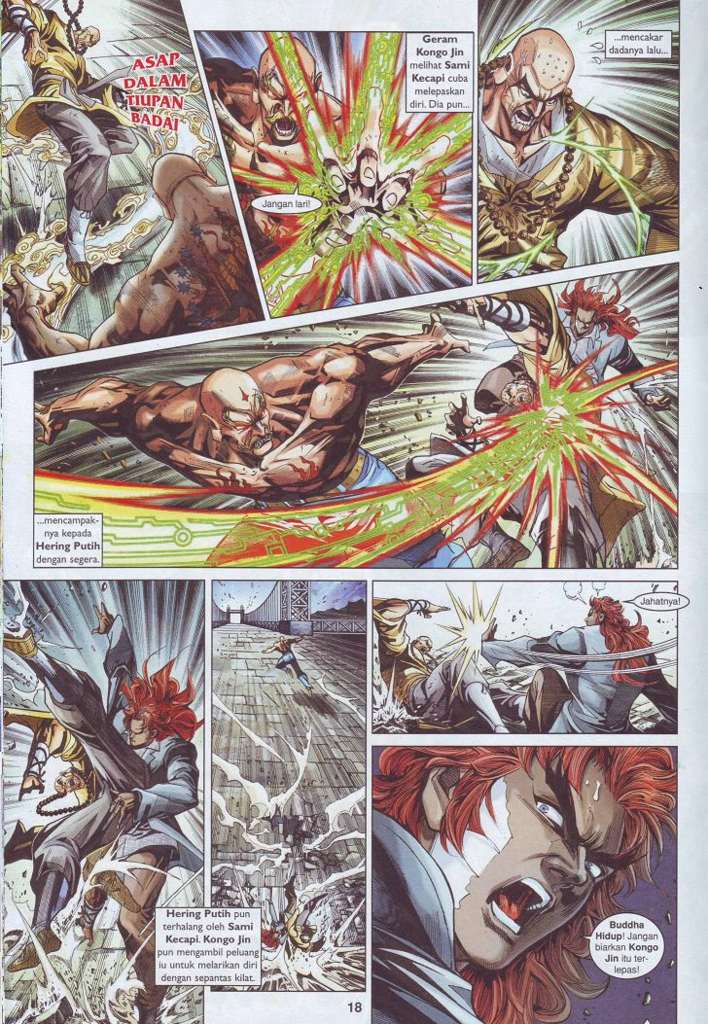 ASAP
DALAM
TIUPAN
BADAI
Geram
Kongo Jin
melihat Sami
Kecapi cuba
melepaskan
diri. Dia pun...
Jangan lari!
...mencakar
dadanya lalu...
...mencampak-
nya kepada
Hering Putih
dengan segera.
Hering Putih pun
terhalang oleh Sami
Kecapi. Kongo Jin
pun mengambil peluang
iu untuk melarikan diri
dengan sepantas kilat.
Jahatnya!
Buddha
Hidup! Jangan
biarkan Kongo
Jin itu ter-
lepas!
18